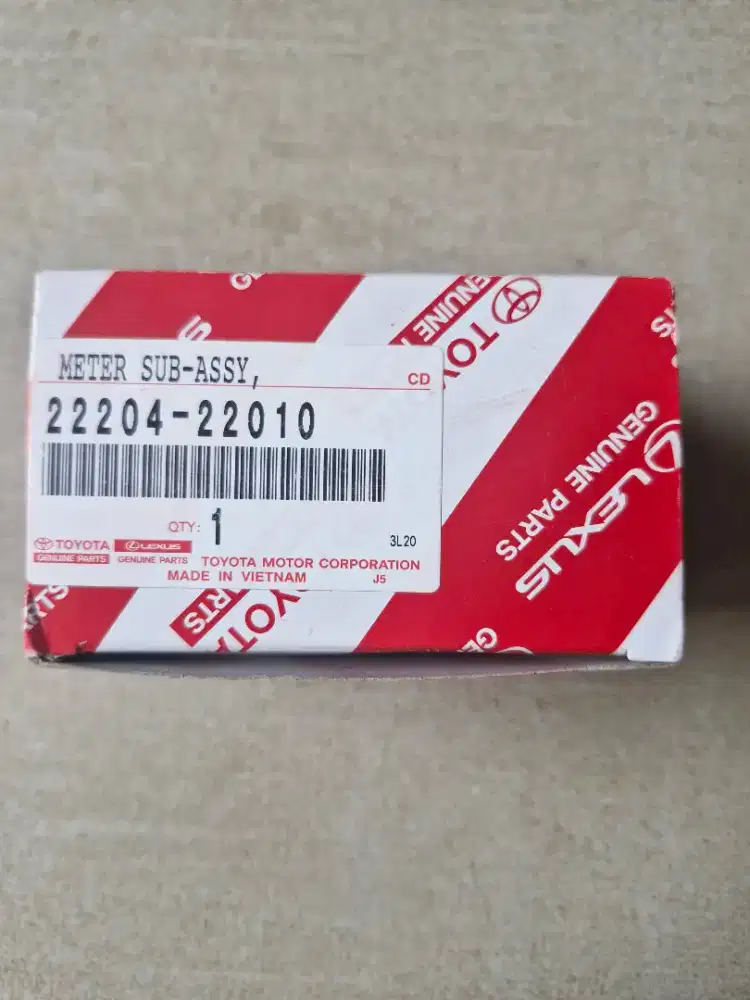 METER SUB-ASSY,
CD
22204-22010
QTY: 1
3L20
TOYOTA
GENUINE PARTS
LEXUS
GENUINE PARTS
TOYOTA MOTOR CORPORATION
MADE IN VIETNAM
J5
GENUINE
TOYO
GENUINE PARTS
LEXUS
PARTS
TOYOTA